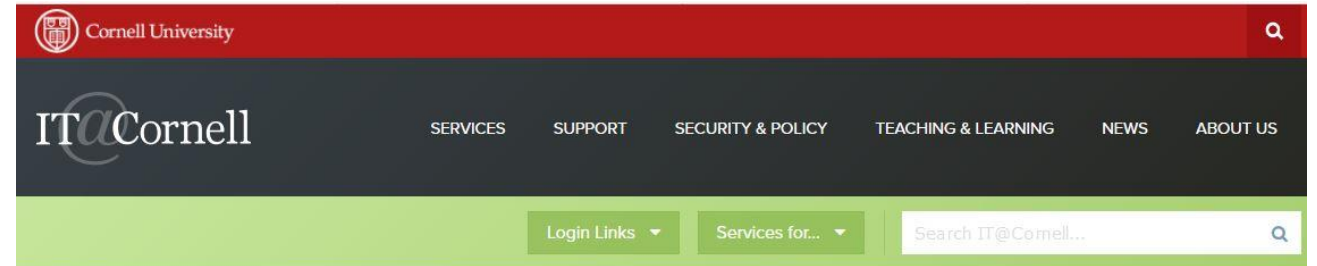 Cornell University
IT@Cornell
SERVICES SUPPORT SECURITY & POLICY TEACHING & LEARNING NEWS ABOUT US
Login Links Services for... Search IT@Cornell...